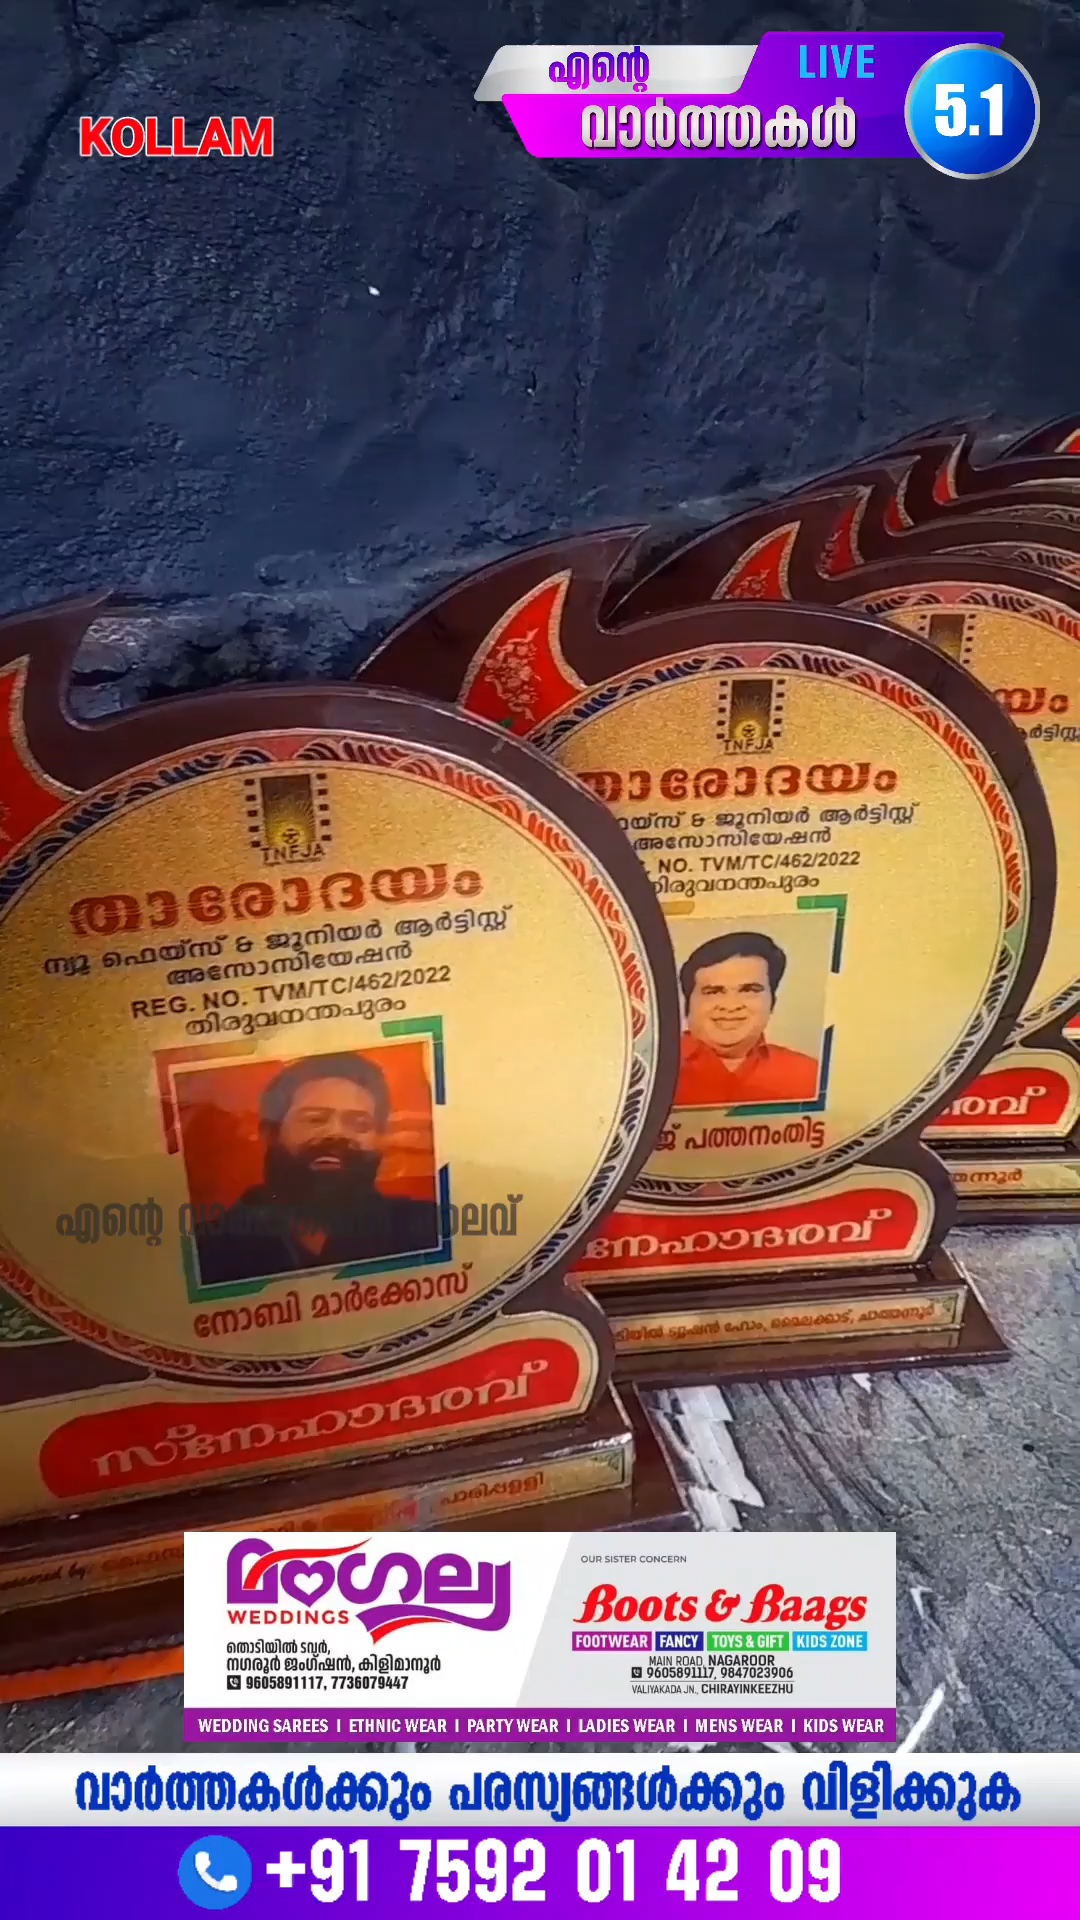 എന്റെ
LIVE
വാർത്തകൾ
5.1
KOLLAM
TNFJA
താരോദയം
ന്യൂ ഫെയ്സ് & ജൂനിയർ ആർട്ടിസ്റ്റ്
അസോസിയേഷൻ
REG. NO. TVM/TC/462/2022
തിരുവനന്തപുരം
നോബി മാർക്കോസ്
സ്നേഹാദരവ്
പാരിപ്പള്ളി
TNFJA
താരോദയം
& ജൂനിയർ ആർട്ടിസ്റ്റ്
അസോസിയേഷൻ
NO. TVM/TC/462/2022
തിരുവനന്തപുരം
പത്തനംതിട്ട
സ്നേഹാദരവ്
ട്യൂഷൻ ഹോം, മൈലക്കാട്, ചാത്തന്നൂർ
എന്റെ
മംഗല്യ
WEDDINGS
തൊടിയിൽ ടവർ,
നഗരൂർ ജംഗ്ഷൻ, കിളിമാനൂർ
9605891117, 7736079447
OUR SISTER CONCERN
Boots & Baags
FOOTWEAR FANCY TOYS & GIFT KIDS ZONE
MAIN ROAD, NAGAROOR
9605891117, 9847023906
VALIYAKADA JN., CHIRAYINKEEZHU
WEDDING SAREES I ETHNIC WEAR I PARTY WEAR I LADIES WEAR I MENS WEAR I KIDS WEAR
വാർത്തകൾക്കും പരസ്യങ്ങൾക്കും വിളിക്കുക
+91 7592 01 42 09